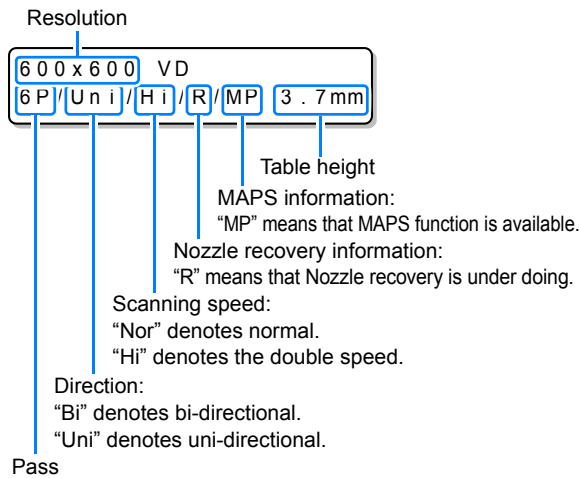 Resolution
600x600 VD
6P/Uni/Hi/R/MP 3.7mm
Table height
MAPS information:
“MP” means that MAPS function is available.
Nozzle recovery information:
“R” means that Nozzle recovery is under doing.
Scanning speed:
“Nor” denotes normal.
“Hi” denotes the double speed.
Direction:
“Bi” denotes bi-directional.
“Uni” denotes uni-directional.
Pass